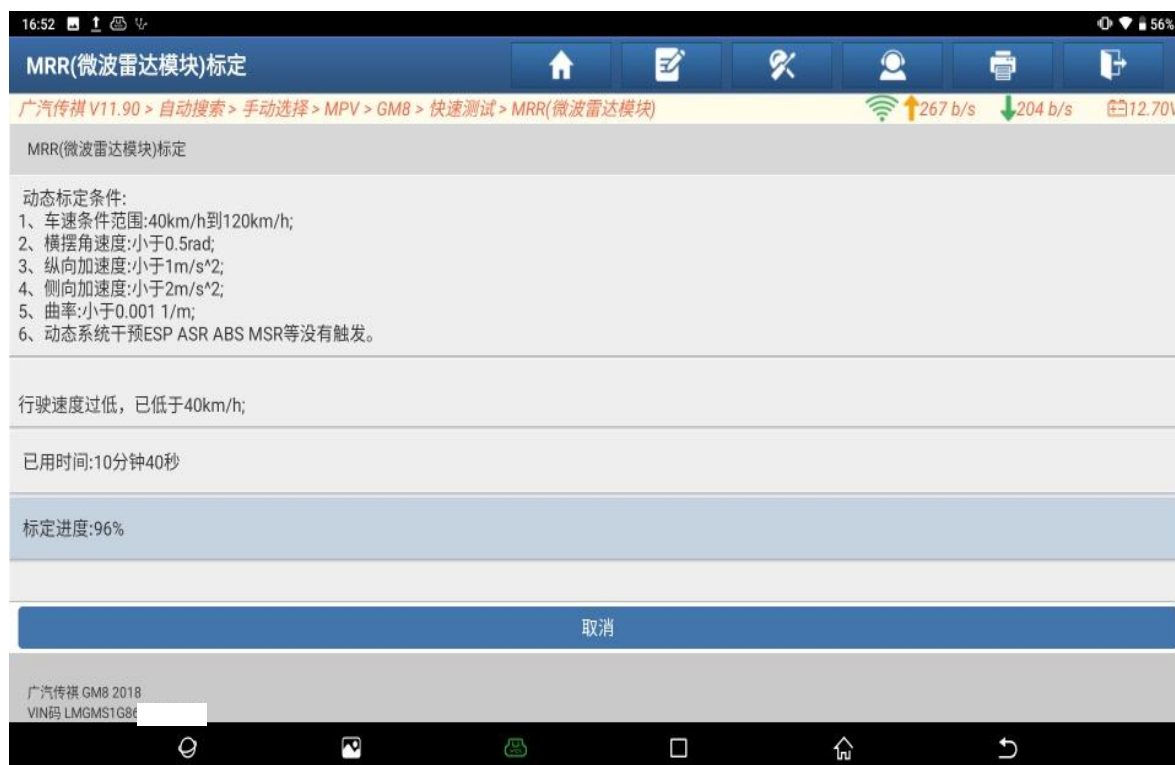 16:52
56%
MRR(微波雷达模块)标定
广汽传祺 V11.90 > 自动搜索 > 手动选择 > MPV > GM8 > 快速测试 > MRR(微波雷达模块)
267 b/s
204 b/s
12.70V
MRR(微波雷达模块)标定
动态标定条件:
1、车速条件范围:40km/h到120km/h;
2、横摆角速度:小于0.5rad;
3、纵向加速度:小于1m/s^2;
4、侧向加速度:小于2m/s^2;
5、曲率:小于0.001 1/m;
6、动态系统干预ESP ASR ABS MSR等没有触发。
行驶速度过低，已低于40km/h;
已用时间:10分钟40秒
标定进度:96%
取消
广汽传祺 GM8 2018
VIN码 LMGMS1G86